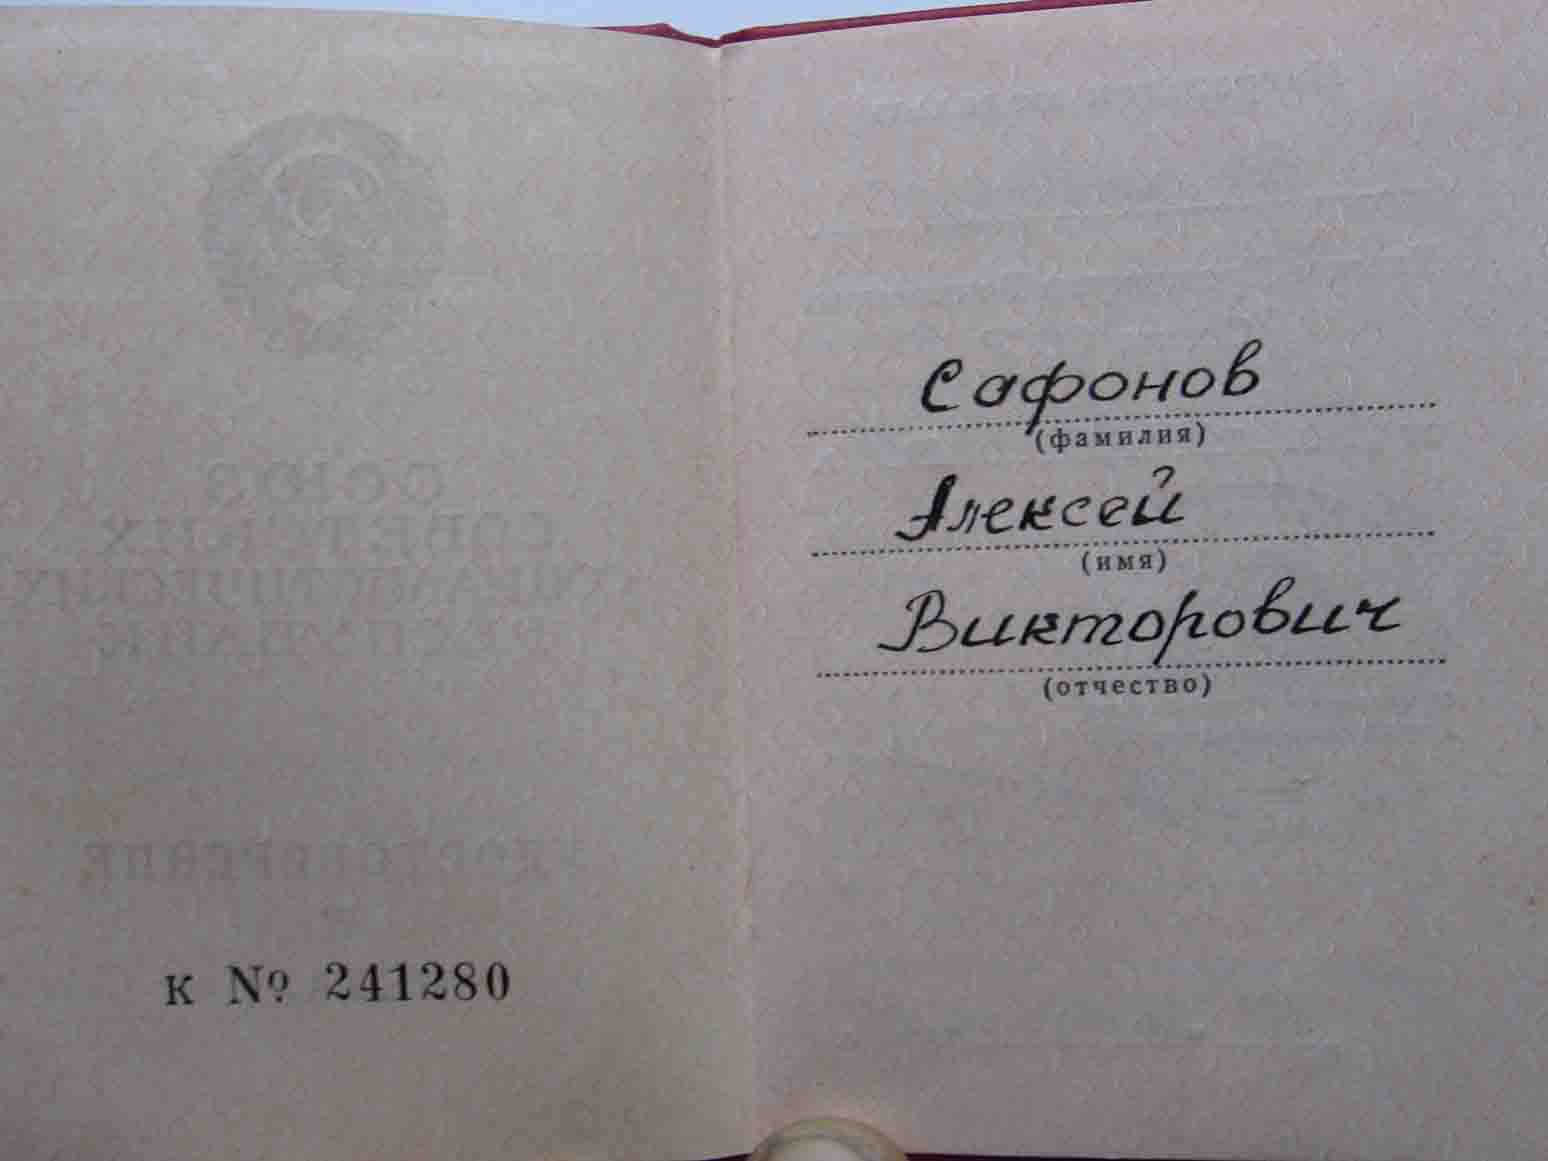 К № 241280
Сафонов
(фамилия)
Алексей
(имя)
Викторович
(отчество)